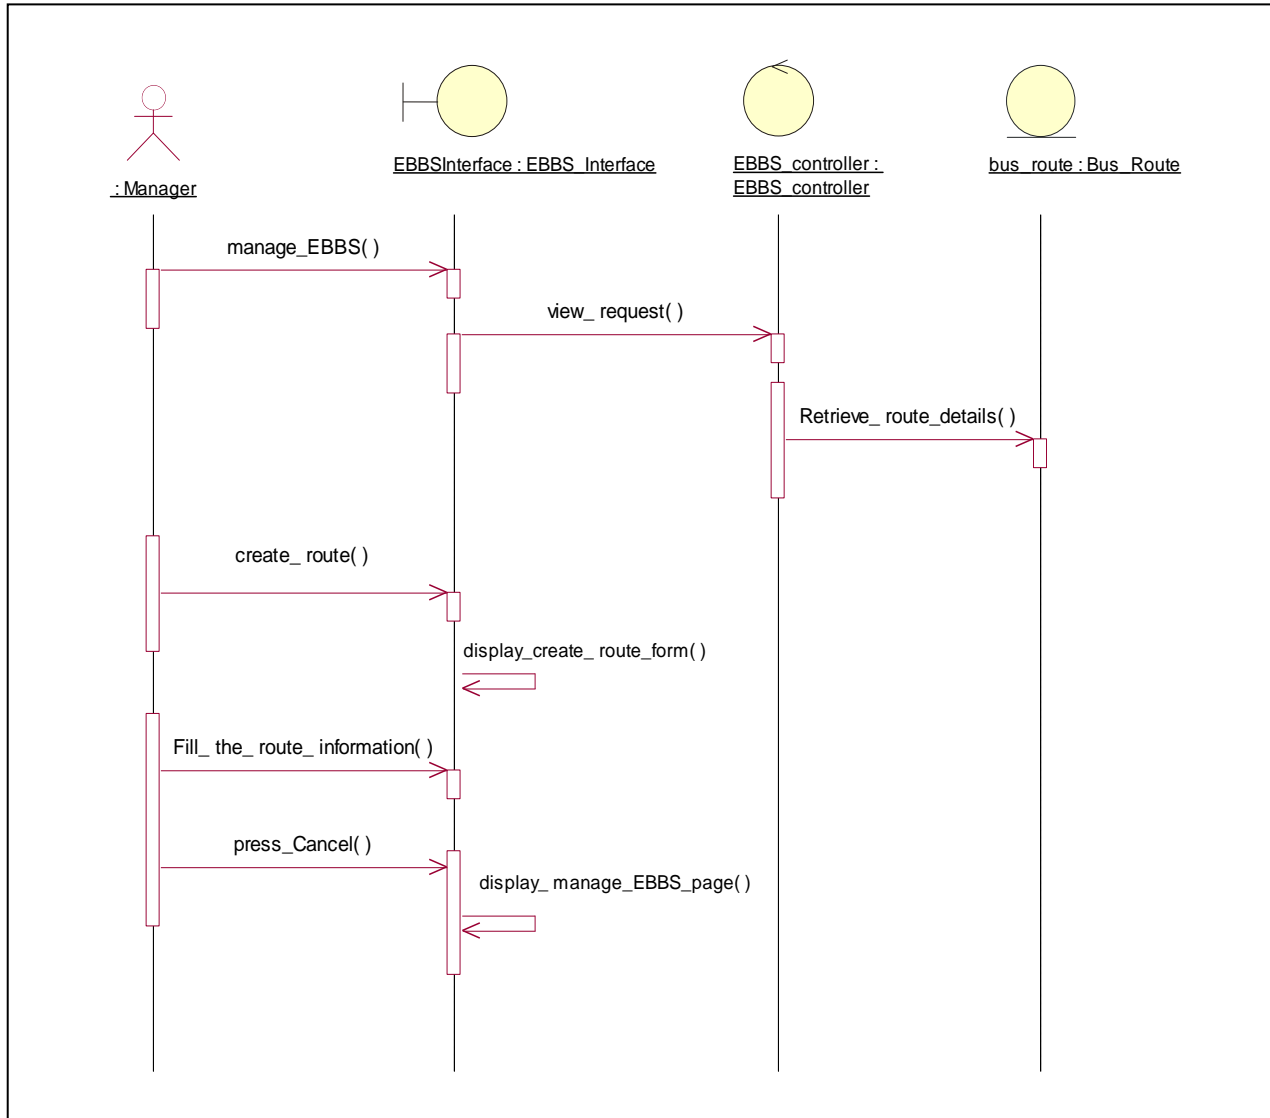 : Manager
EBBSInterface : EBBS_Interface
EBBS_controller :
EBBS_controller
bus_route : Bus_Route
manage_EBBS( )
view_ request( )
Retrieve_ route_details( )
create_ route( )
display_create_ route_form( )
Fill_ the_ route_ information( )
press_Cancel( )
display_ manage_EBBS_page( )